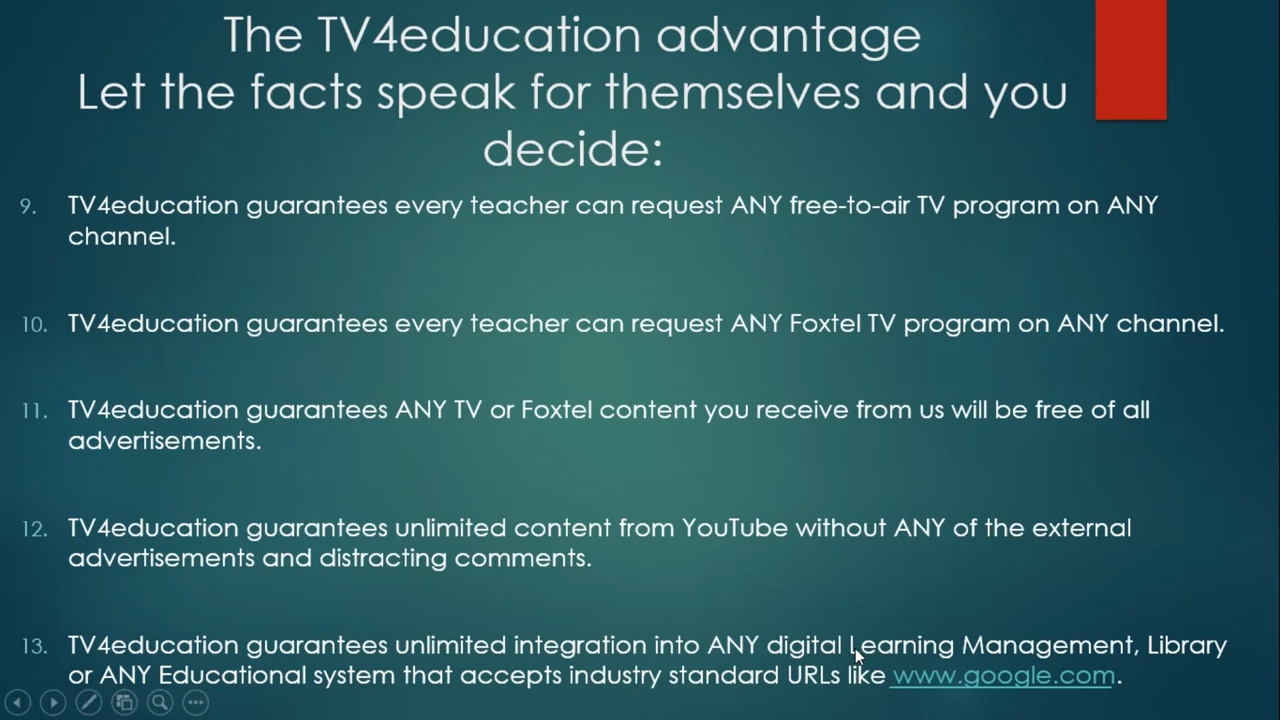 The TV4education advantage
Let the facts speak for themselves and you
decide:
9. TV4education guarantees every teacher can request ANY free-to-air TV program on ANY
channel.
10. TV4education guarantees every teacher can request ANY Foxtel TV program on ANY channel.
11. TV4education guarantees ANY TV or Foxtel content you receive from us will be free of all
advertisements.
12. TV4education guarantees unlimited content from YouTube without ANY of the external
advertisements and distracting comments.
13. TV4education guarantees unlimited integration into ANY digital Learning Management, Library
or ANY Educational system that accepts industry standard URLs like www.google.com.